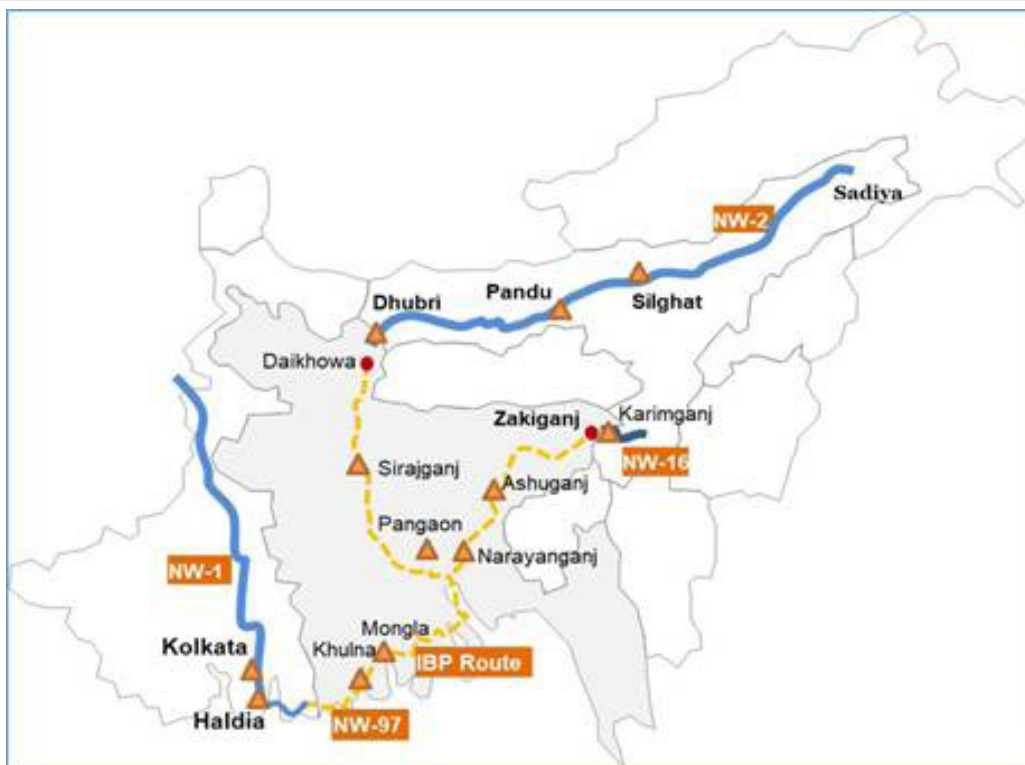 Sadiya
NW-2
Pandu
Silghat
Dhubri
Daikhowa
Zakiganj
Karimganj
NW-16
Sirajganj
Ashuganj
Pangaon
Narayanganj
NW-1
Mongla
Kolkata
Khulna
IBP Route
Haldia
NW-97